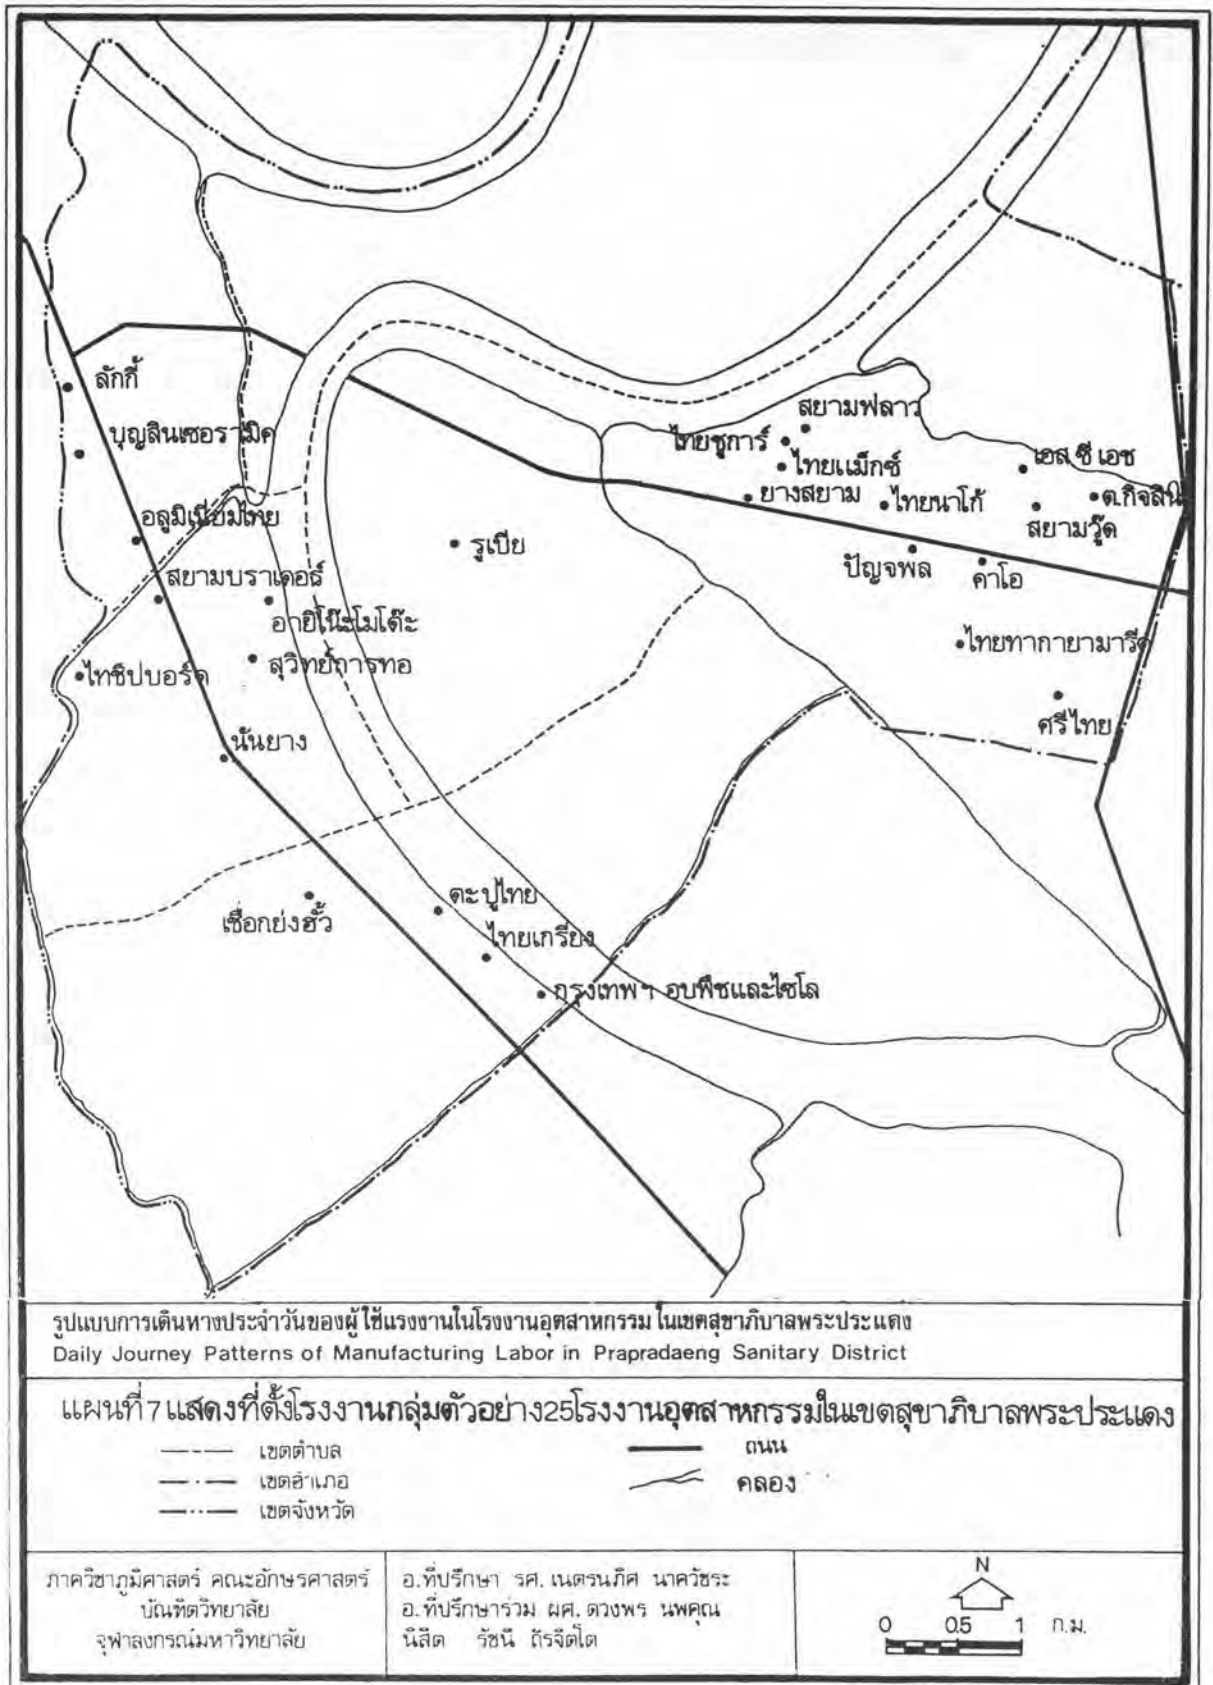 ลักกี้
บุญสินเซอรามิค
อลูมิเนี่ยมไทย
สยามบราเดอร์
อายิโน๊ะโมโต๊ะ
สุวิทย์การทอ
ไทชิปบอร์ด
นันยาง
เชื่อกย่งฮั้ว
ตะปูไทย
ไทยเกรียง
กรุงเทพฯ อบพืชและไซโล
รูเบีย
สยามฟลาว
ไทยชูการ์
ไทยแม็กซ์
ยางสยาม
ไทยนาโก้
เอส ซี เอช
ต.กิจสิน
สยามวู๊ด
ปัญจพล
คาโอ
ไทยทากายามารีด
ศรีไทย
รูปแบบการเดินทางประจำวันของผู้ใช้แรงงานในโรงงานอุตสาหกรรม ในเขตสุขาภิบาลพระประแดง
Daily Journey Patterns of Manufacturing Labor in Prapradaeng Sanitary District
แผนที่7แสดงที่ตั้งโรงงานกลุ่มตัวอย่าง25โรงงานอุตสาหกรรมในเขตสุขาภิบาลพระประแดง
เขตตำบล
เขตอำเภอ
เขตจังหวัด
ถนน
คลอง
ภาควิชาภูมิศาสตร์ คณะอักษรศาสตร์
บัณฑิตวิทยาลัย
จุฬาลงกรณ์มหาวิทยาลัย
อ.ที่ปรึกษา รศ. เนตรนภิศ นาควัชระ
อ.ที่ปรึกษาร่วม ผศ. ดวงพร นพคุณ
นิสิต รัชนี ถิรจิตโต
N
0 0.5 1 ก.ม.